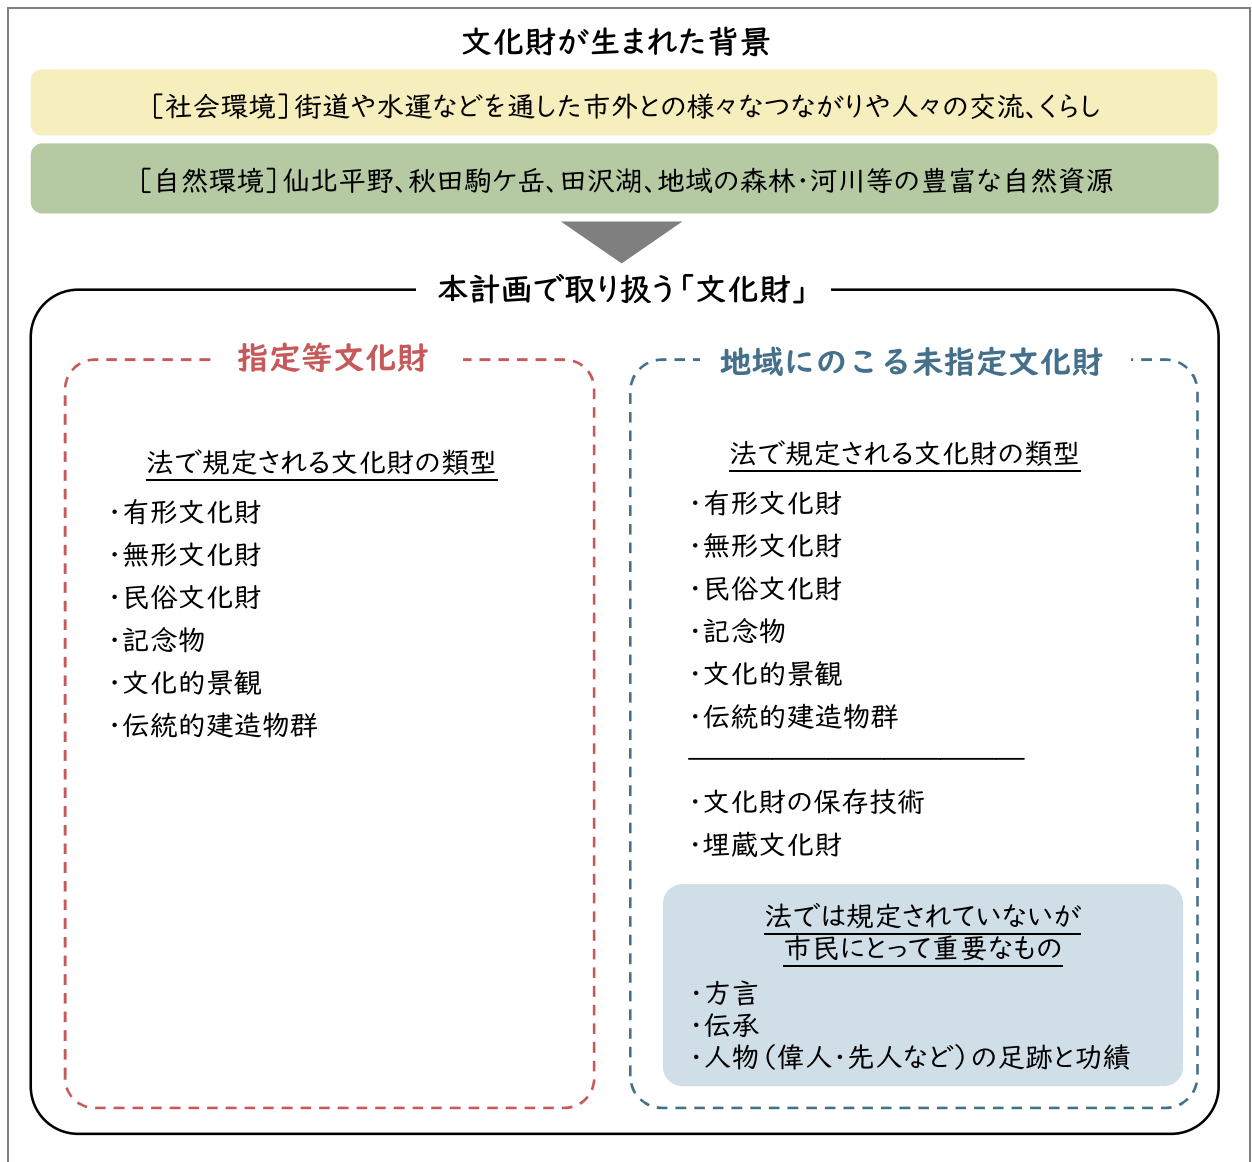 文化財が生まれた背景
［社会環境］街道や水運などを通した市外との様々なつながりや人々の交流、くらし
［自然環境］仙北平野、秋田駒ケ岳、田沢湖、地域の森林・河川等の豊富な自然資源
本計画で取り扱う「文化財」
指定等文化財
法で規定される文化財の類型
・有形文化財
・無形文化財
・民俗文化財
・記念物
・文化的景観
・伝統的建造物群
地域にのこる未指定文化財
法で規定される文化財の類型
・有形文化財
・無形文化財
・民俗文化財
・記念物
・文化的景観
・伝統的建造物群
・文化財の保存技術
・埋蔵文化財
法では規定されていないが
市民にとって重要なもの
・方言
・伝承
・人物（偉人・先人など）の足跡と功績